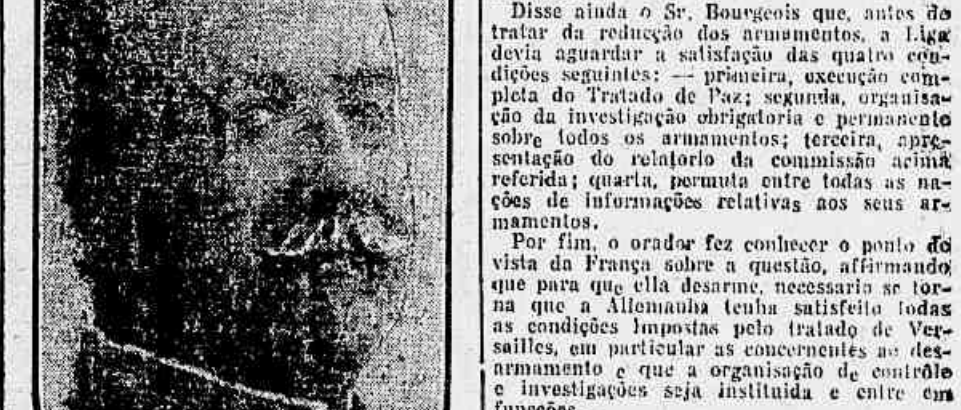 Disse ainda o Sr. Bourgeois que, antes do
tratar da reducção dos armamentos, a Liga
devia aguardar a satisfação das quatro con-
dições seguintes: — primeira, execução com-
pleta do Tratado de Paz; segunda, organisa-
ção da investigação obrigatoria e permanente
sobre todos os armamentos; terceira, apre-
sentação do relatorio da commissão acima
referida; quarta, permuta entre todas as na-
ções de informações relativas aos seus ar-
mamentos.
Por fim, o orador fez conhecer o ponto do
vista da França sobre a questão, affirmando
que para que ella desarme, necessario se tor-
na que a Allemanha tenha satisfeito todas
as condições impostas pelo tratado de Ver-
sailles, em particular as concernentes ao des-
armamento e que a organisação de contrôle
e investigações seja instituida e entre em
funcções